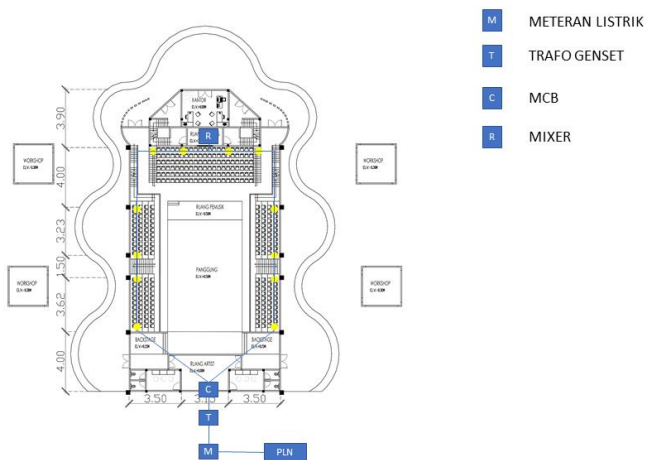 M METERAN LISTRIK
T TRAFO GENSET
C MCB
R MIXER
KANTOR
R
WORKSHOP
WORKSHOP
WORKSHOP
WORKSHOP
3.90
4.00
3.23
1.50
3.62
4.00
RUANG PEMUSIK
PANGGUNG
BACKSTAGE
BACKSTAGE
RUANG ARTIST
C
3.50
3.50
T
M
PLN